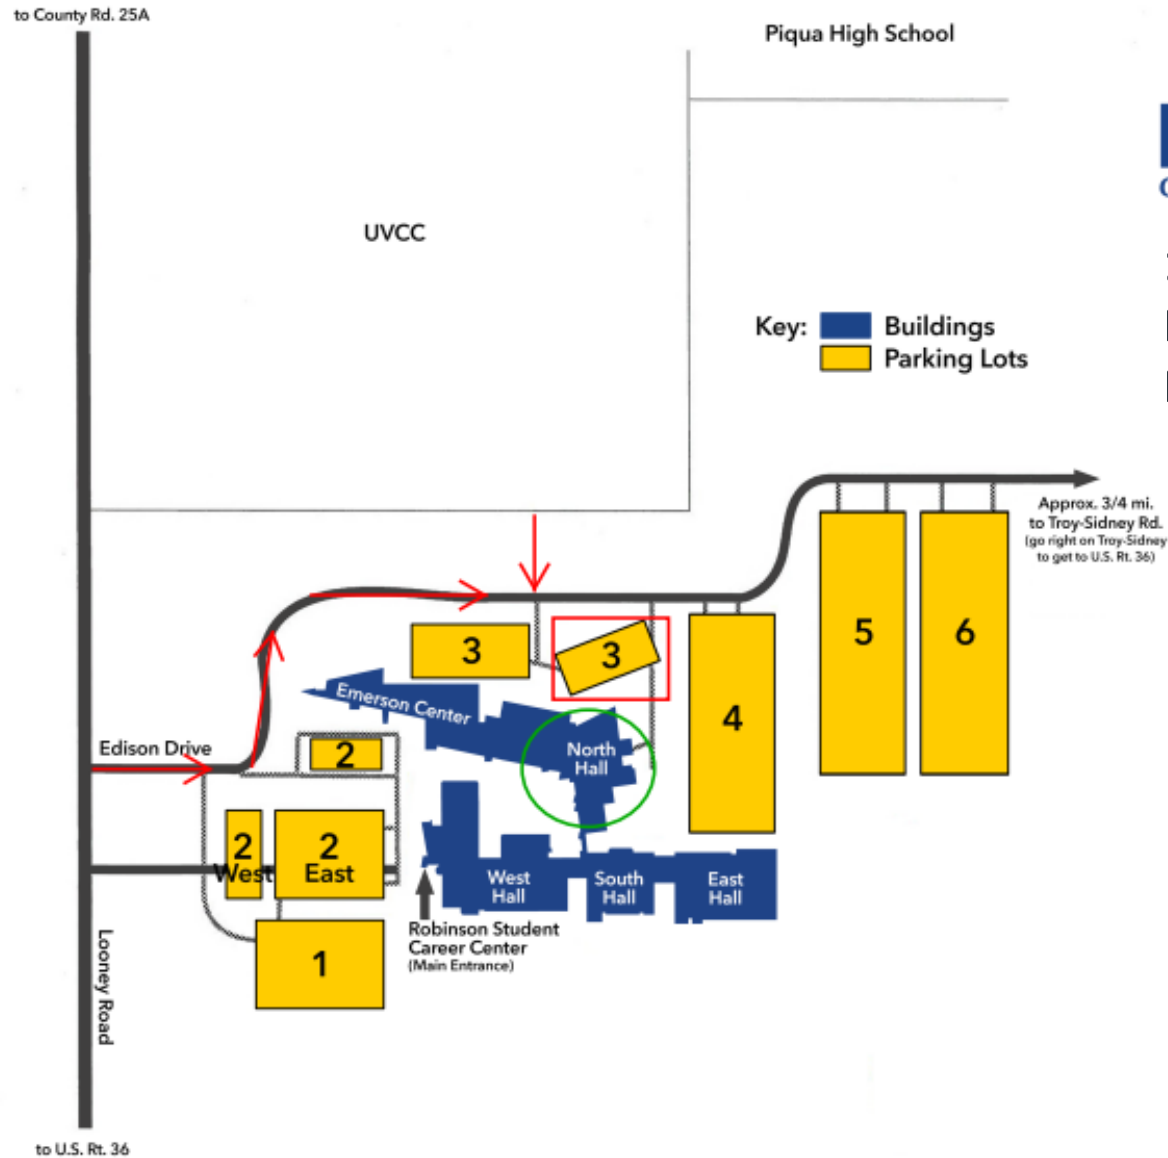 to County Rd. 25A
Piqua High School
UVCC
Key:
Buildings
Parking Lots
Approx. 3/4 mi.
to Troy-Sidney Rd.
(go right on Troy-Sidney
to get to U.S. Rt. 36)
5
6
3
3
4
Emerson Center
North
Hall
Edison Drive
2
2
West
2
East
West
Hall
South
Hall
East
Hall
Robinson Student
Career Center
(Main Entrance)
1
Looney Road
to U.S. Rt. 36